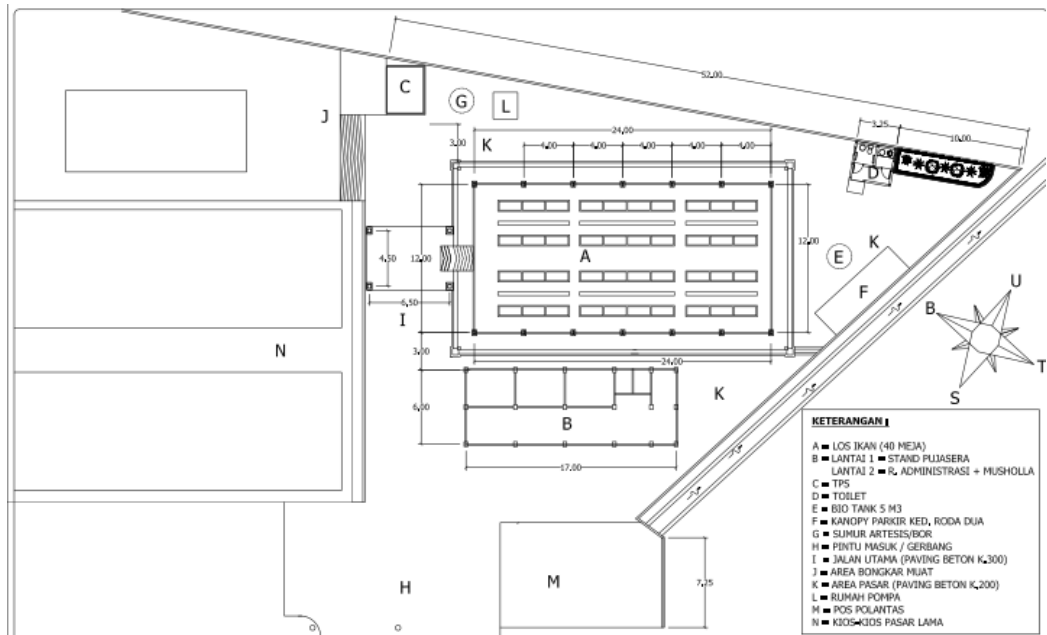 52.00
C
G
L
J
3.25
10.00
24.00
3.00
K
4.00
4.00
4.00
4.00
4.00
D
12.00
4.50
12.00
A
E
K
F
U
B
T
S
6.50
I
N
3.00
24.00
6.00
K
B
17.00
M
7.25
H
KETERANGAN :
A = LOS IKAN (40 MEJA)
B = LANTAI 1 = STAND PUJASERA
LANTAI 2 = R. ADMINISTRASI + MUSHOLLA
C = TPS
D = TOILET
E = BIO TANK 5 M3
F = KANOPY PARKIR KED. RODA DUA
G = SUMUR ARTESIS/BOR
H = PINTU MASUK / GERBANG
I = JALAN UTAMA (PAVING BETON K.300)
J = AREA BONGKAR MUAT
K = AREA PASAR (PAVING BETON K.200)
L = RUMAH POMPA
M = POS POLANTAS
N = KIOS-KIOS PASAR LAMA